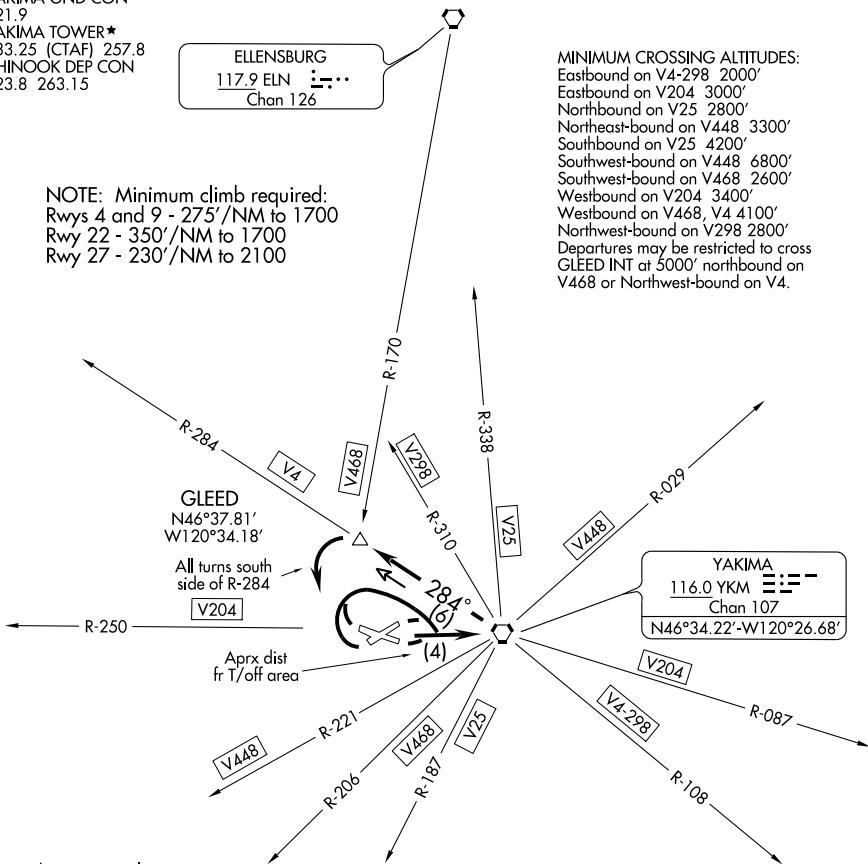 21.9
AKIMA TOWER★
33.25 (CTAF) 257.8
HINOOK DEP CON
23.8 263.15
ELLENSBURG
117.9 ELN
Chan 126
MINIMUM CROSSING ALTITUDES:
Eastbound on V4-298 2000'
Eastbound on V204 3000'
Northbound on V25 2800'
Northeast-bound on V448 3300'
Southbound on V25 4200'
Southwest-bound on V448 6800'
Southwest-bound on V468 2600'
Westbound on V204 3400'
Westbound on V468, V4 4100'
Northwest-bound on V298 2800'
Departures may be restricted to cross
GLEED INT at 5000' northbound on
V468 or Northwest-bound on V4.
NOTE: Minimum climb required:
Rwys 4 and 9 - 275'/NM to 1700
Rwy 22 - 350'/NM to 1700
Rwy 27 - 230'/NM to 2100
R-170
R-284
V4
V468
V298
R-338
R-310
V25
R-029
V448
GLEED
N46°37.81'
W120°34.18'
All turns south
side of R-284
V204
R-250
284°
(6)
(4)
Aprx dist
fr T/off area
YAKIMA
116.0 YKM
Chan 107
N46°34.22'-W120°26.68'
V204
R-087
V4-298
R-108
R-221
V448
V468
R-206
V25
R-187